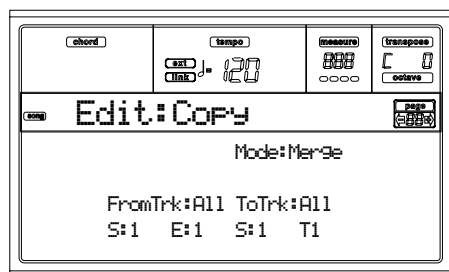 chord tempo measure transpose
ext
link ♩= 120 888 C 0
octave
song Edit:Copy page
88
Mode:Merge
FromTrk:All ToTrk:All
S:1 E:1 S:1 T1